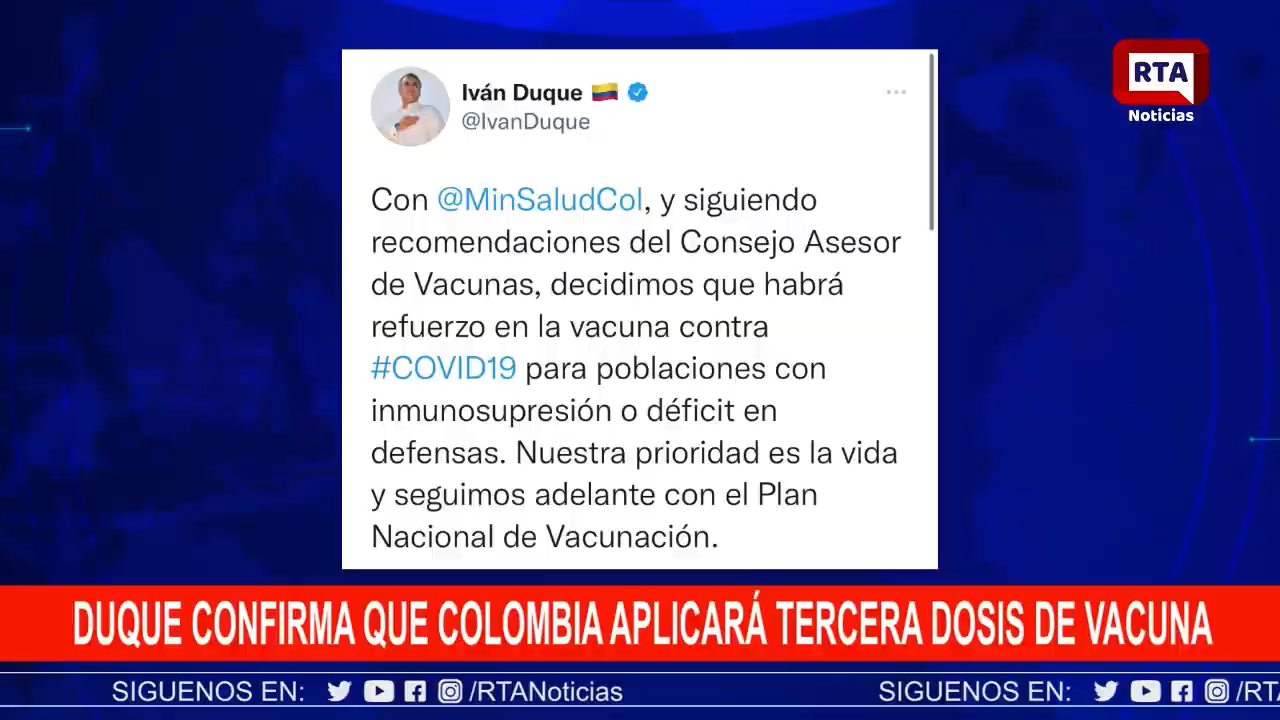 RTA
Noticias
Iván Duque
@IvanDuque
Con @MinSaludCol, y siguiendo
recomendaciones del Consejo Asesor
de Vacunas, decidimos que habrá
refuerzo en la vacuna contra
#COVID19 para poblaciones con
inmunosupresión o déficit en
defensas. Nuestra prioridad es la vida
y seguimos adelante con el Plan
Nacional de Vacunación.
DUQUE CONFIRMA QUE COLOMBIA APLICARÁ TERCERA DOSIS DE VACUNA
SIGUENOS EN: /RTANoticias SIGUENOS EN: /RTA